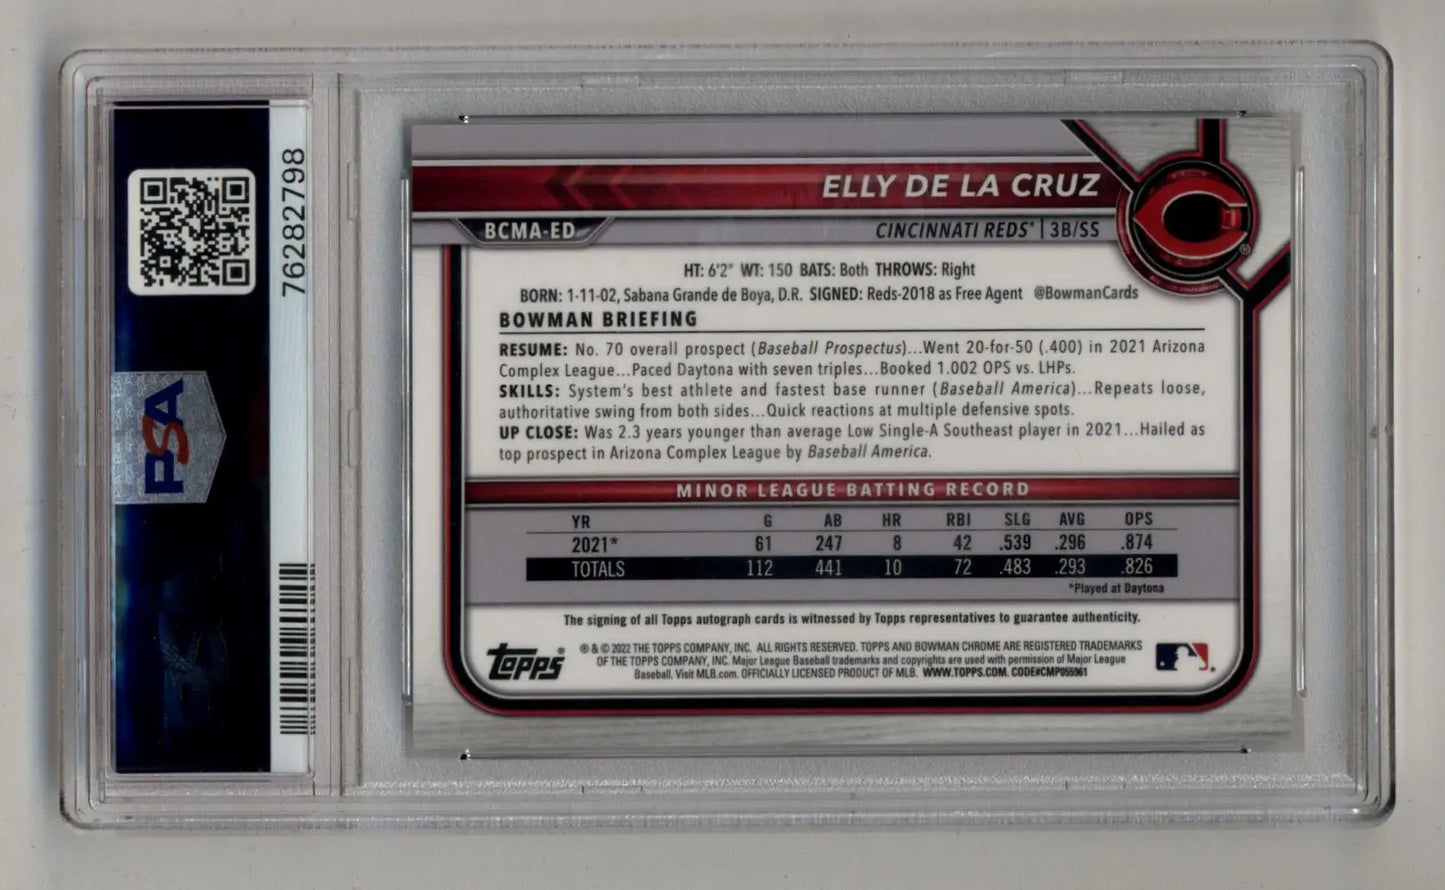 76282798
PSA
ELLY DE LA CRUZ
BCMA-ED
CINCINNATI REDS® | 3B/SS
C
HT: 6'2" WT: 150 BATS: Both THROWS: Right
BORN: 1-11-02, Sabana Grande de Boya, D.R. SIGNED: Reds-2018 as Free Agent @BowmanCards
BOWMAN BRIEFING
RESUME: No. 70 overall prospect (Baseball Prospectus)...Went 20-for-50 (.400) in 2021 Arizona
Complex League...Paced Daytona with seven triples...Booked 1.002 OPS vs. LHPs.
SKILLS: System's best athlete and fastest base runner (Baseball America)...Repeats loose,
authoritative swing from both sides...Quick reactions at multiple defensive spots.
UP CLOSE: Was 2.3 years younger than average Low Single-A Southeast player in 2021...Hailed as
top prospect in Arizona Complex League by Baseball America.
MINOR LEAGUE BATTING RECORD
YR G AB HR RBI SLG AVG OPS
2021* 61 247 8 42 .539 .296 .874
TOTALS 112 441 10 72 .483 .293 .826
*Played at Daytona
The signing of all Topps autograph cards is witnessed by Topps representatives to guarantee authenticity.
Topps®
® & © 2022 THE TOPPS COMPANY, INC. ALL RIGHTS RESERVED. TOPPS AND BOWMAN CHROME ARE REGISTERED TRADEMARKS
OF THE TOPPS COMPANY, INC. Major League Baseball trademarks and copyrights are used with permission of Major League
Baseball. Visit MLB.com. OFFICIALLY LICENSED PRODUCT OF MLB. WWW.TOPPS.COM. CODE#CMP055961